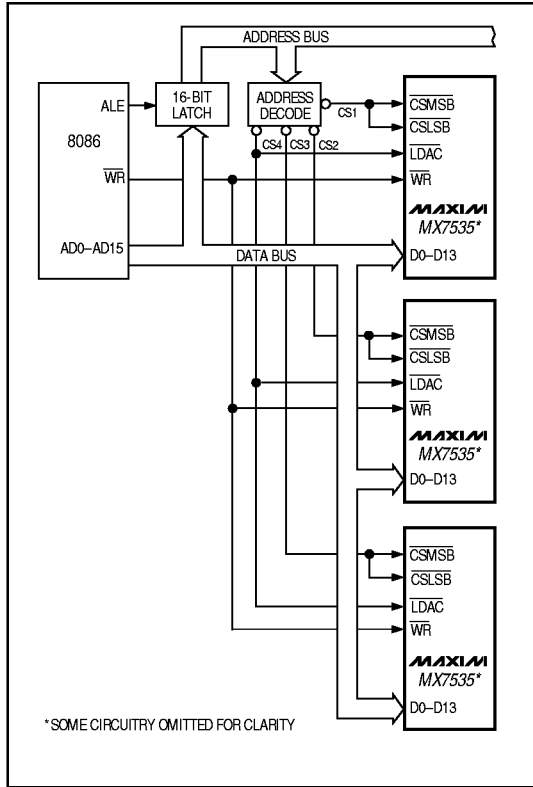 ADDRESS BUS
ALE
16-BIT
LATCH
ADDRESS
DECODE
CS1
CS4
CS3
CS2
8086
WR
AD0–AD15
DATA BUS
CSMSB
CSLSB
LDAC
WR
MAXIM
MX7535*
D0–D13
CSMSB
CSLSB
LDAC
WR
MAXIM
MX7535*
D0–D13
CSMSB
CSLSB
LDAC
WR
MAXIM
MX7535*
D0–D13
*SOME CIRCUITRY OMITTED FOR CLARITY